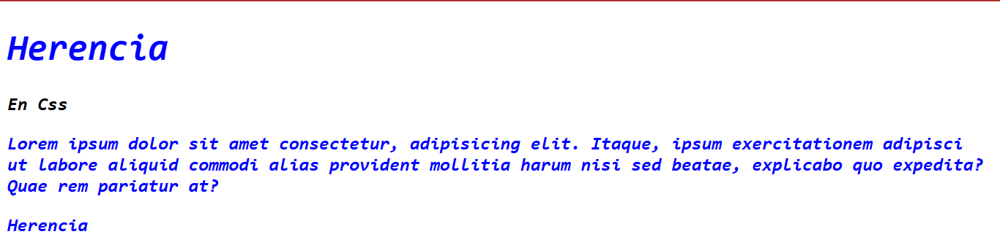 Herencia
En Css
Lorem ipsum dolor sit amet consectetur, adipisicing elit. Itaque, ipsum exercitationem adipisci
ut labore aliquid commodi alias provident mollitia harum nisi sed beatae, explicabo quo expedita?
Quae rem pariatur at?
Herencia